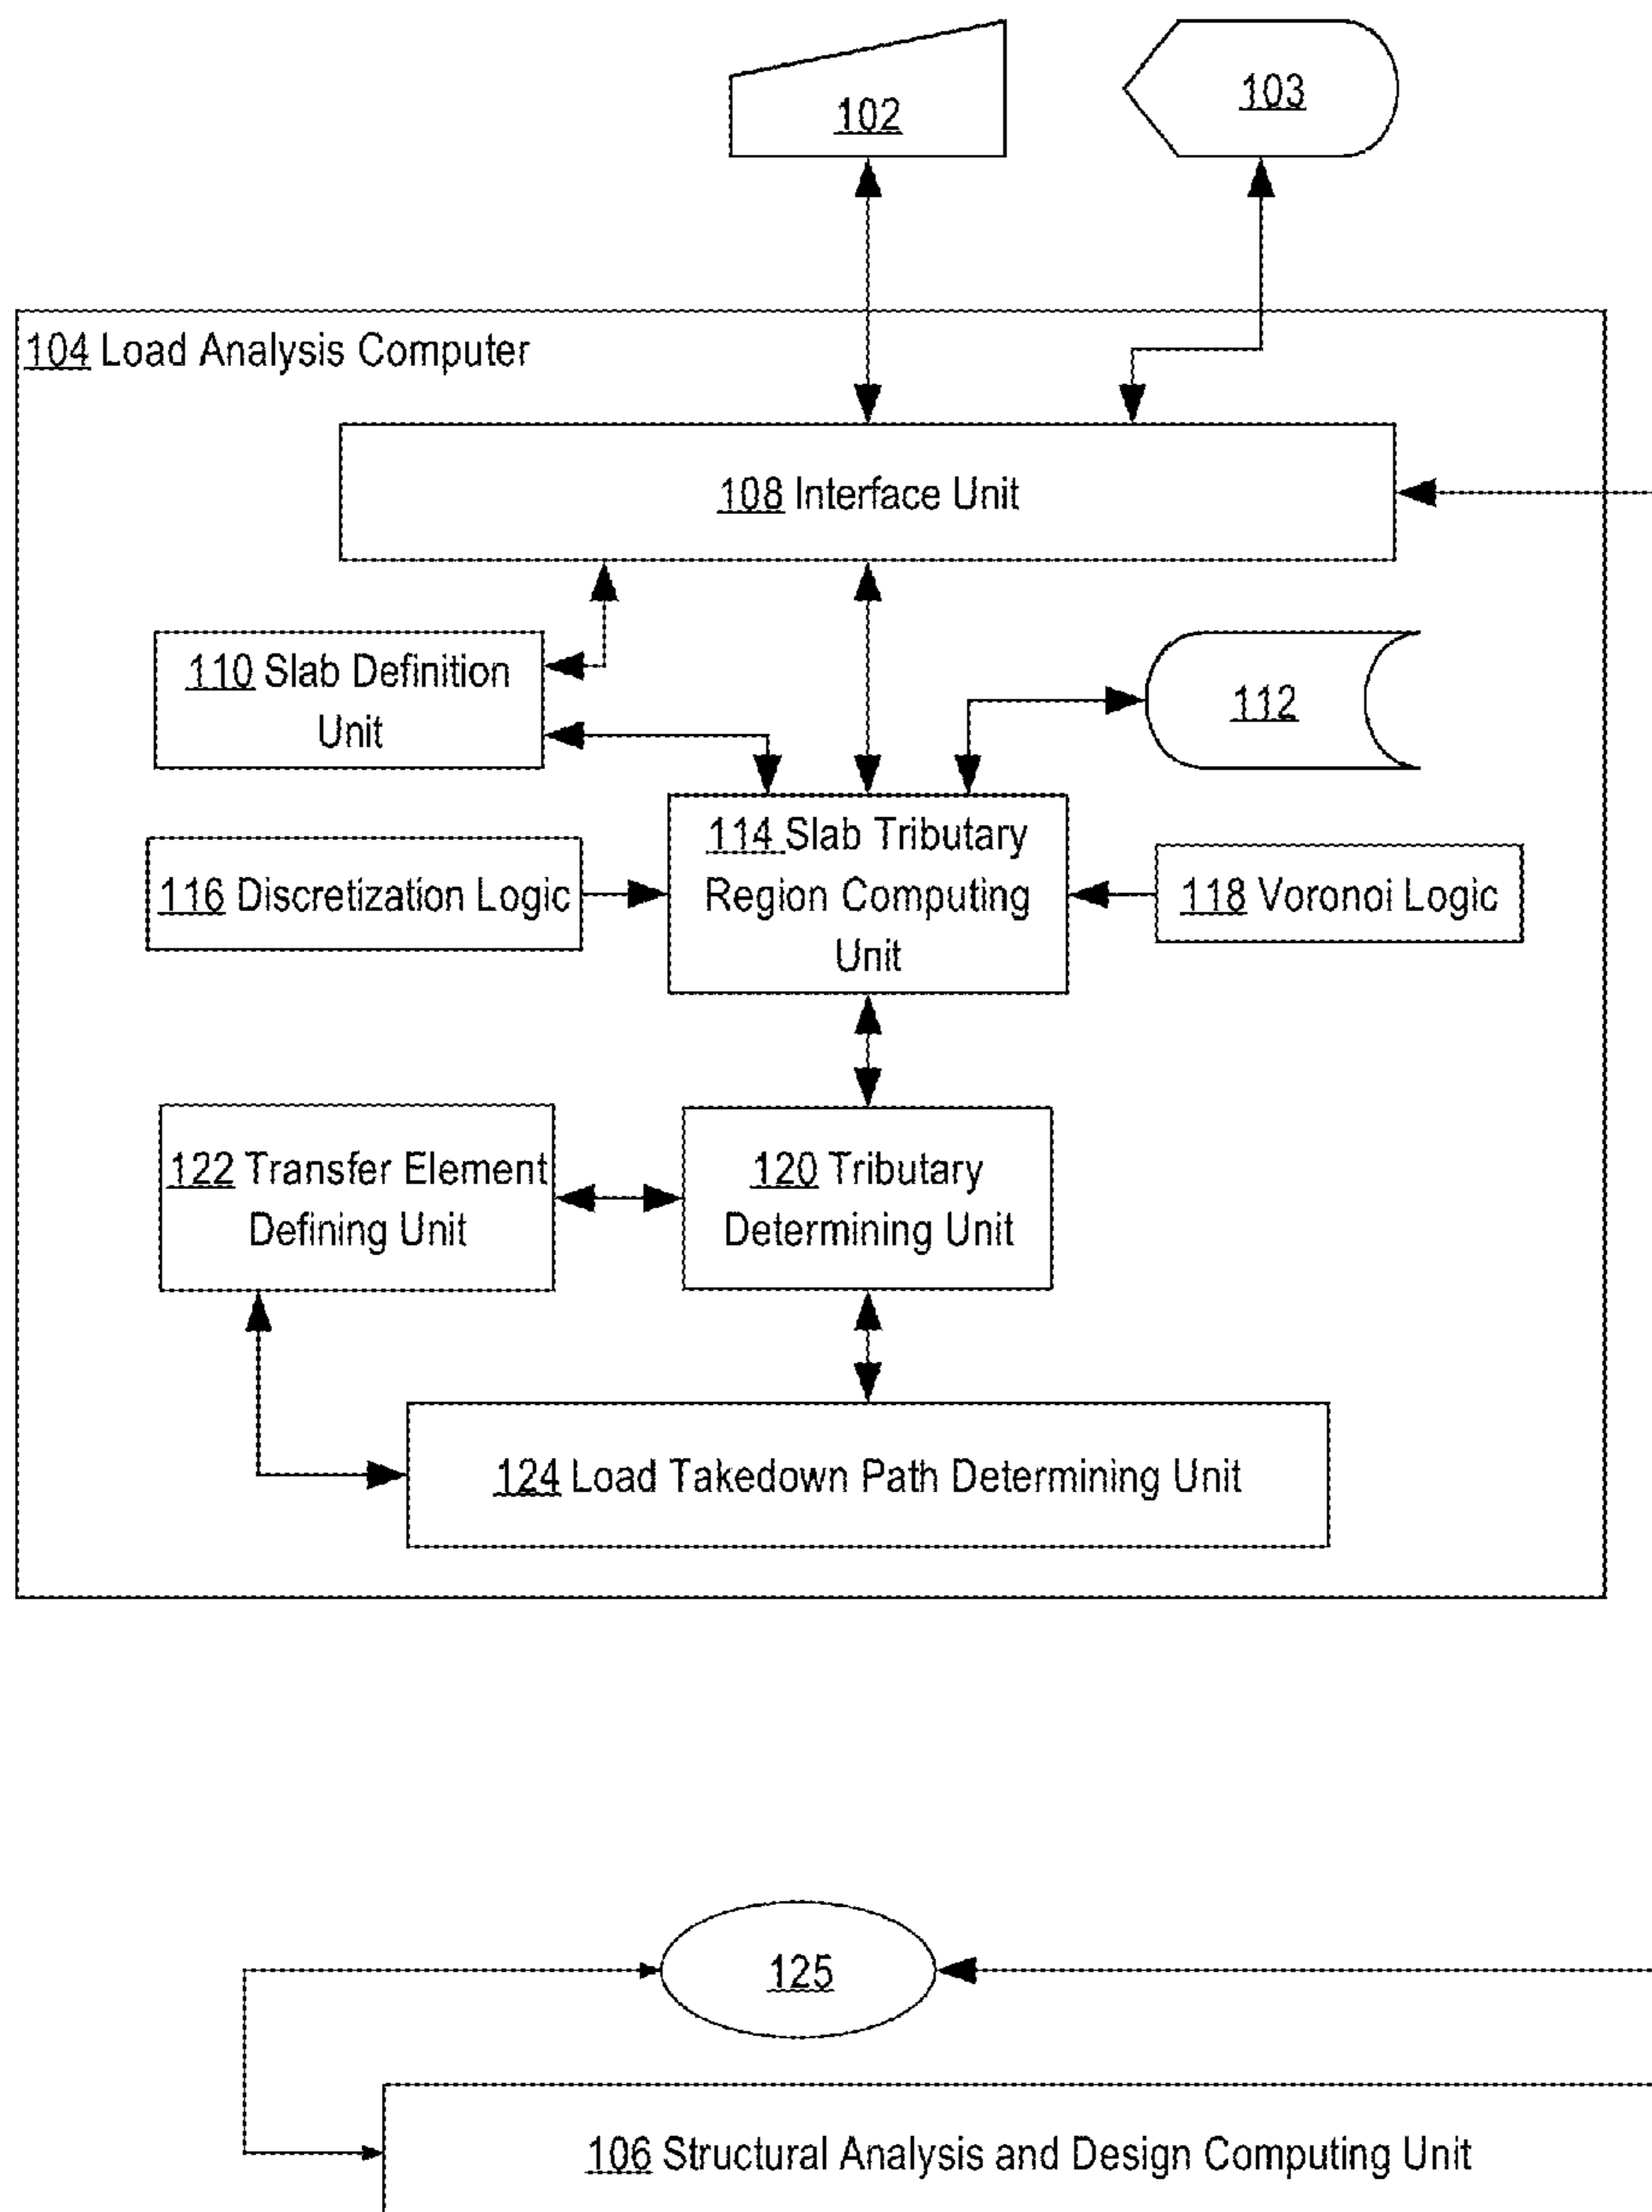 102
103
104 Load Analysis Computer
108 Interface Unit
110 Slab Definition
Unit
112
114 Slab Tributary
Region Computing
Unit
116 Discretization Logic
118 Voronoi Logic
122 Transfer Element
Defining Unit
120 Tributary
Determining Unit
124 Load Takedown Path Determining Unit
125
106 Structural Analysis and Design Computing Unit